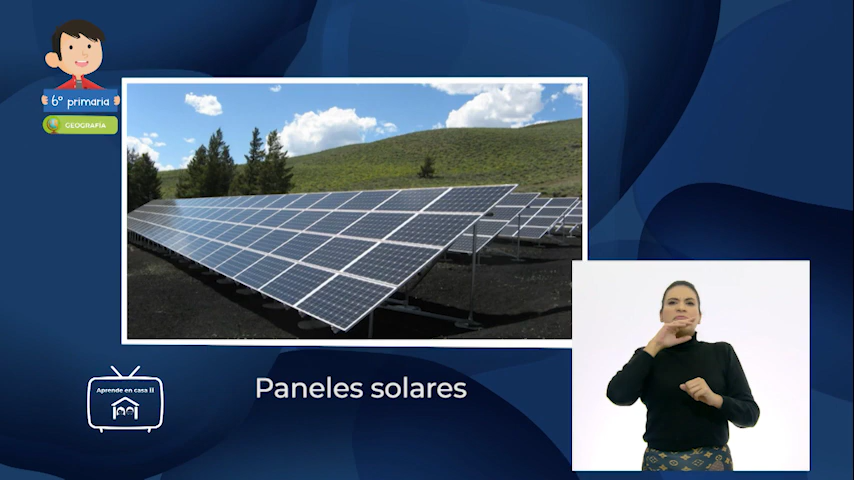 6° primaria
GEOGRAFÍA
Aprende en casa II
Paneles solares